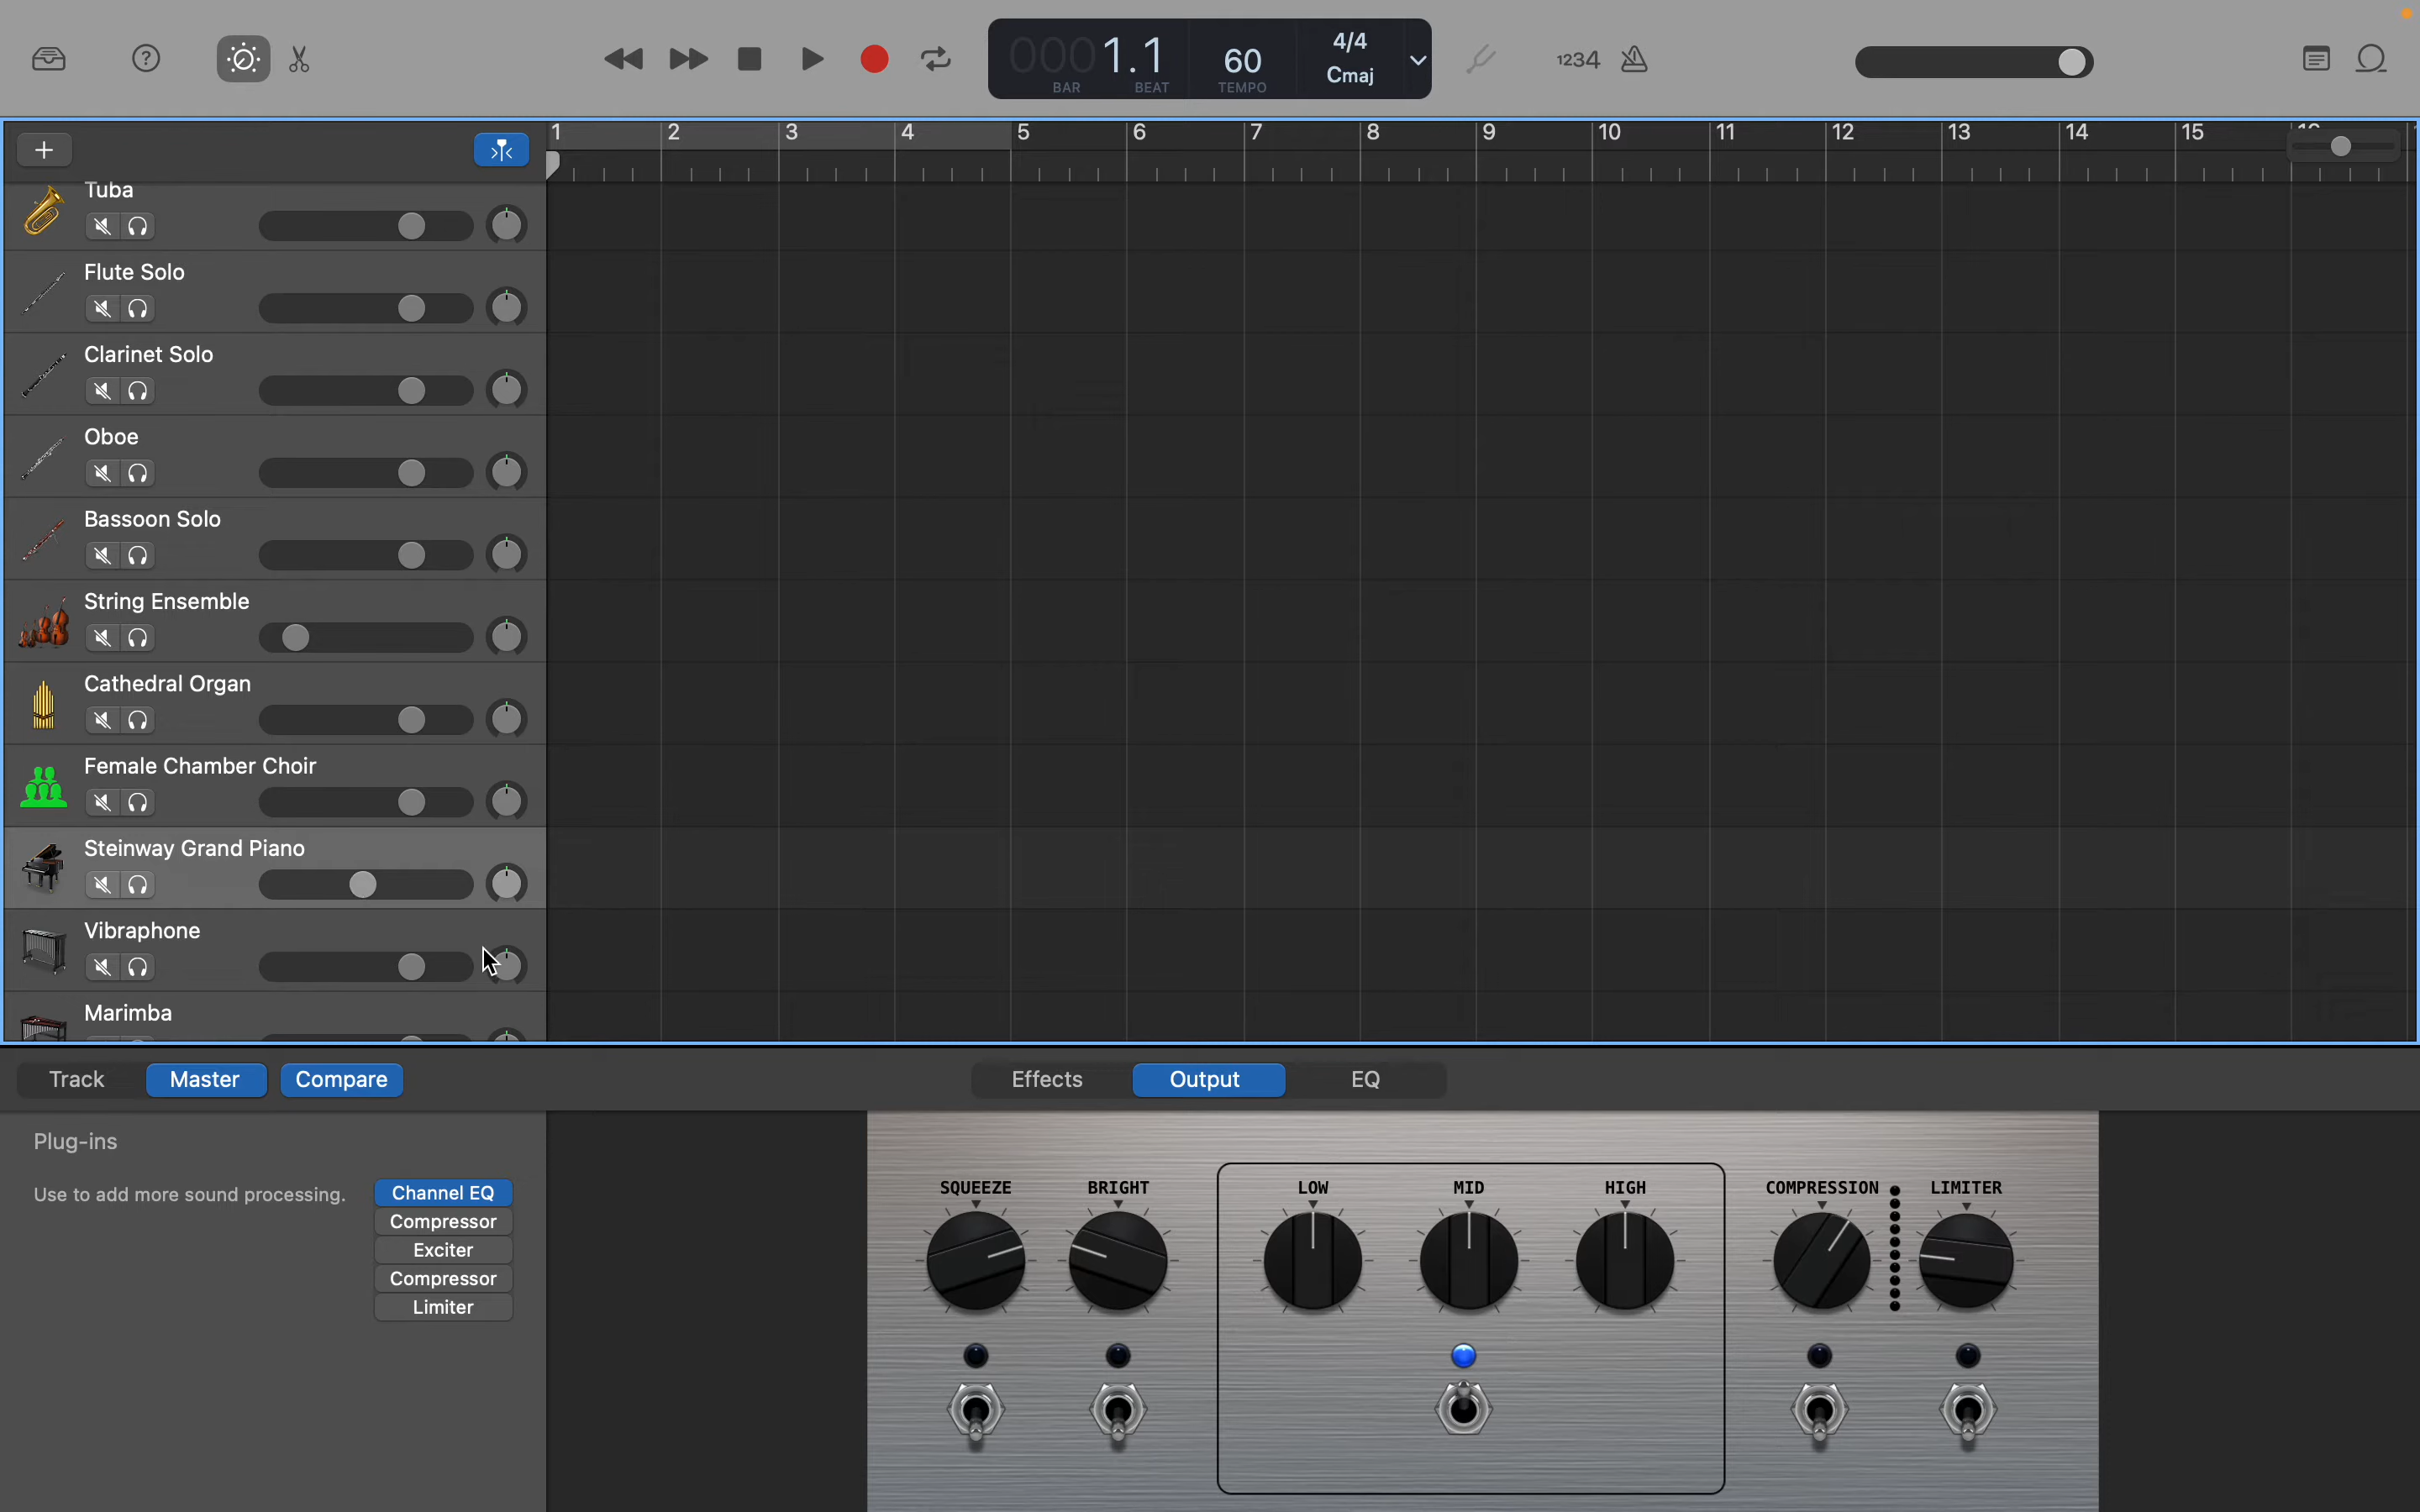 000 1.1
BAR BEAT
60
TEMPO
4/4
Cmaj
1234
1 2 3 4 5 6 7 8 9 10 11 12 13 14 15
Tuba
Flute Solo
Clarinet Solo
Oboe
Bassoon Solo
String Ensemble
Cathedral Organ
Female Chamber Choir
Steinway Grand Piano
Vibraphone
Marimba
Track Master Compare
Effects Output EQ
Plug-ins
Use to add more sound processing.
Channel EQ
Compressor
Exciter
Compressor
Limiter
SQUEEZE BRIGHT LOW MID HIGH COMPRESSION LIMITER